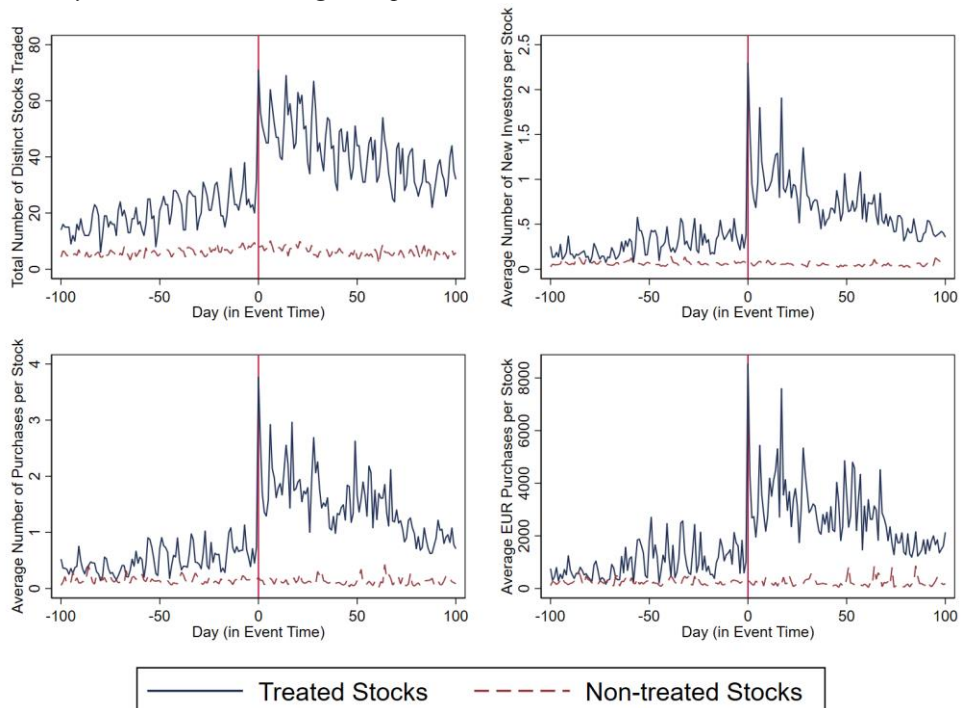 Total Number of Distinct Stocks Traded
80
60
40
20
0
-100 -50 0 50 100
Day (in Event Time)
Average Number of New Investors per Stock
2.5
2
1.5
1
.5
0
-100 -50 0 50 100
Day (in Event Time)
Average Number of Purchases per Stock
4
3
2
1
0
-100 -50 0 50 100
Day (in Event Time)
Average EUR Purchases per Stock
8000
6000
4000
2000
0
-100 -50 0 50 100
Day (in Event Time)
Treated Stocks Non-treated Stocks